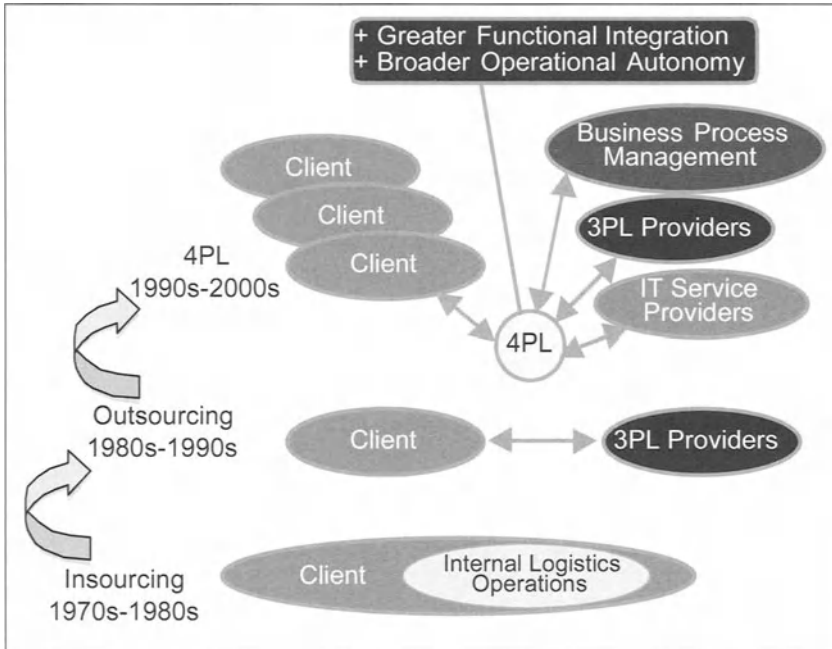 + Greater Functional Integration
+ Broader Operational Autonomy
Business Process
Management
Client
Client
3PL Providers
4PL
1990s-2000s
Client
IT Service
Providers
4PL
Outsourcing
1980s-1990s
Client
3PL Providers
Insourcing
1970s-1980s
Client
Internal Logistics
Operations